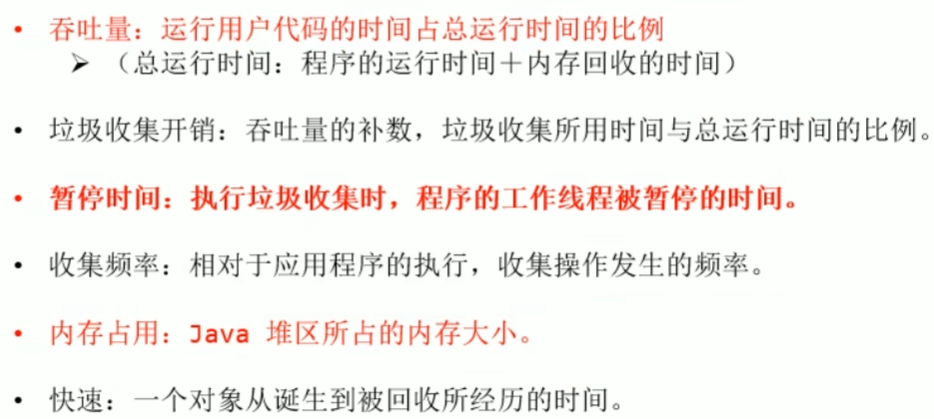 • 吞吐量：运行用户代码的时间占总运行时间的比例
➢ （总运行时间：程序的运行时间＋内存回收的时间）
• 垃圾收集开销：吞吐量的补数，垃圾收集所用时间与总运行时间的比例。
• 暂停时间：执行垃圾收集时，程序的工作线程被暂停的时间。
• 收集频率：相对于应用程序的执行，收集操作发生的频率。
• 内存占用：Java 堆区所占的内存大小。
• 快速：一个对象从诞生到被回收所经历的时间。